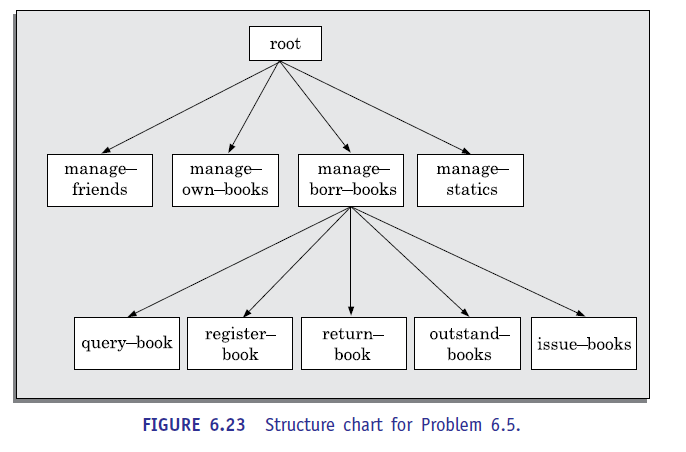 root
manage–
friends
manage–
own–books
manage–
borr–books
manage–
statics
query–book
register–
book
return–
book
outstand–
books
issue–books
FIGURE 6.23 Structure chart for Problem 6.5.